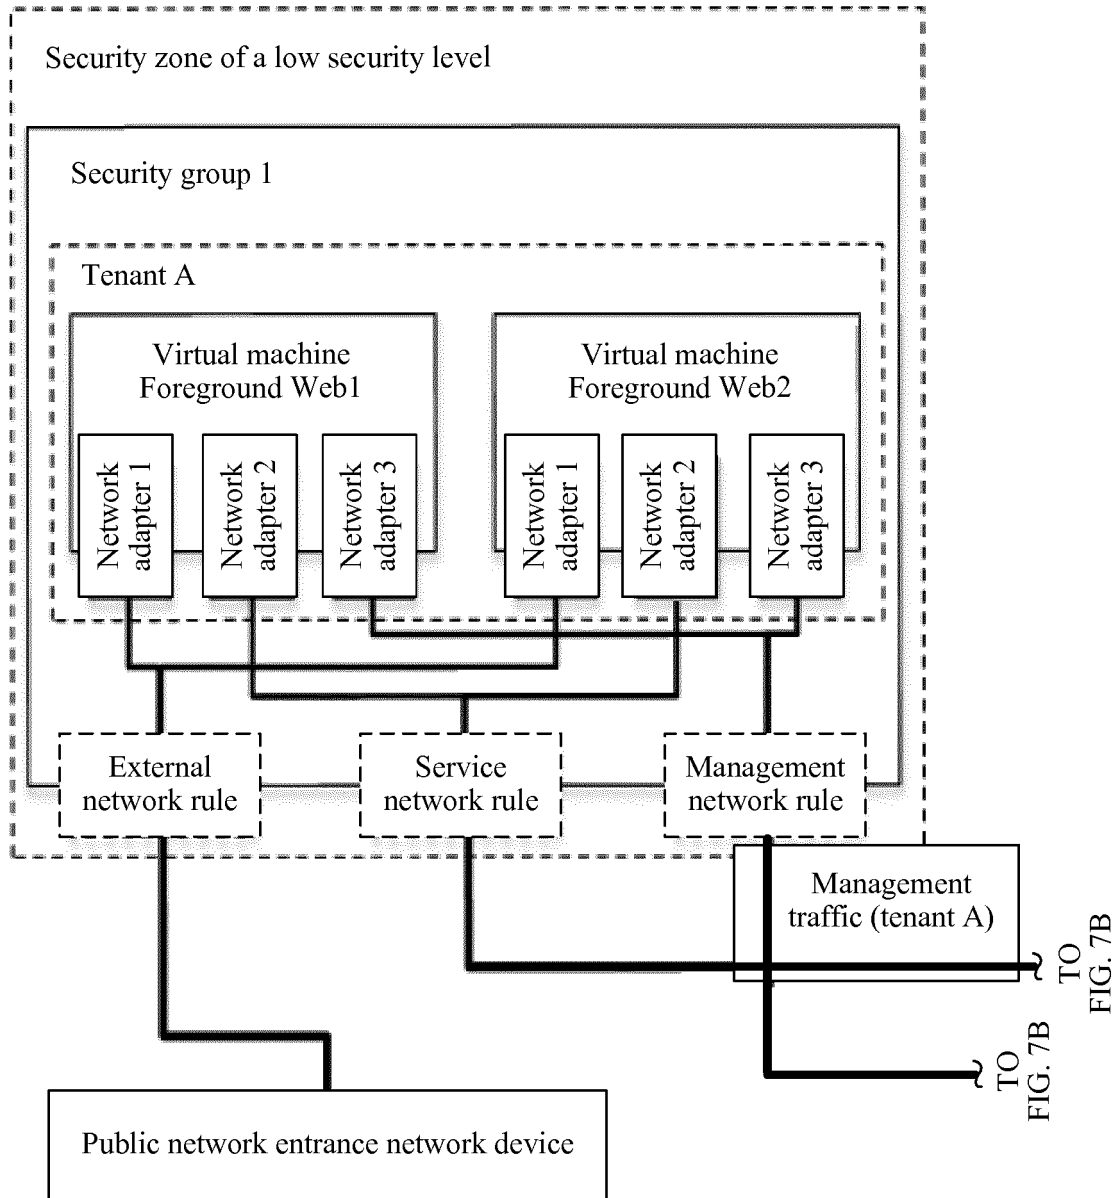 Security zone of a low security level
Security group 1
Tenant A
Virtual machine
Foreground Web1
Virtual machine
Foreground Web2
Network
adapter 1
Network
adapter 2
Network
adapter 3
Network
adapter 1
Network
adapter 2
Network
adapter 3
External
network rule
Service
network rule
Management
network rule
Management
traffic (tenant A)
TO
FIG. 7B
TO
FIG. 7B
Public network entrance network device